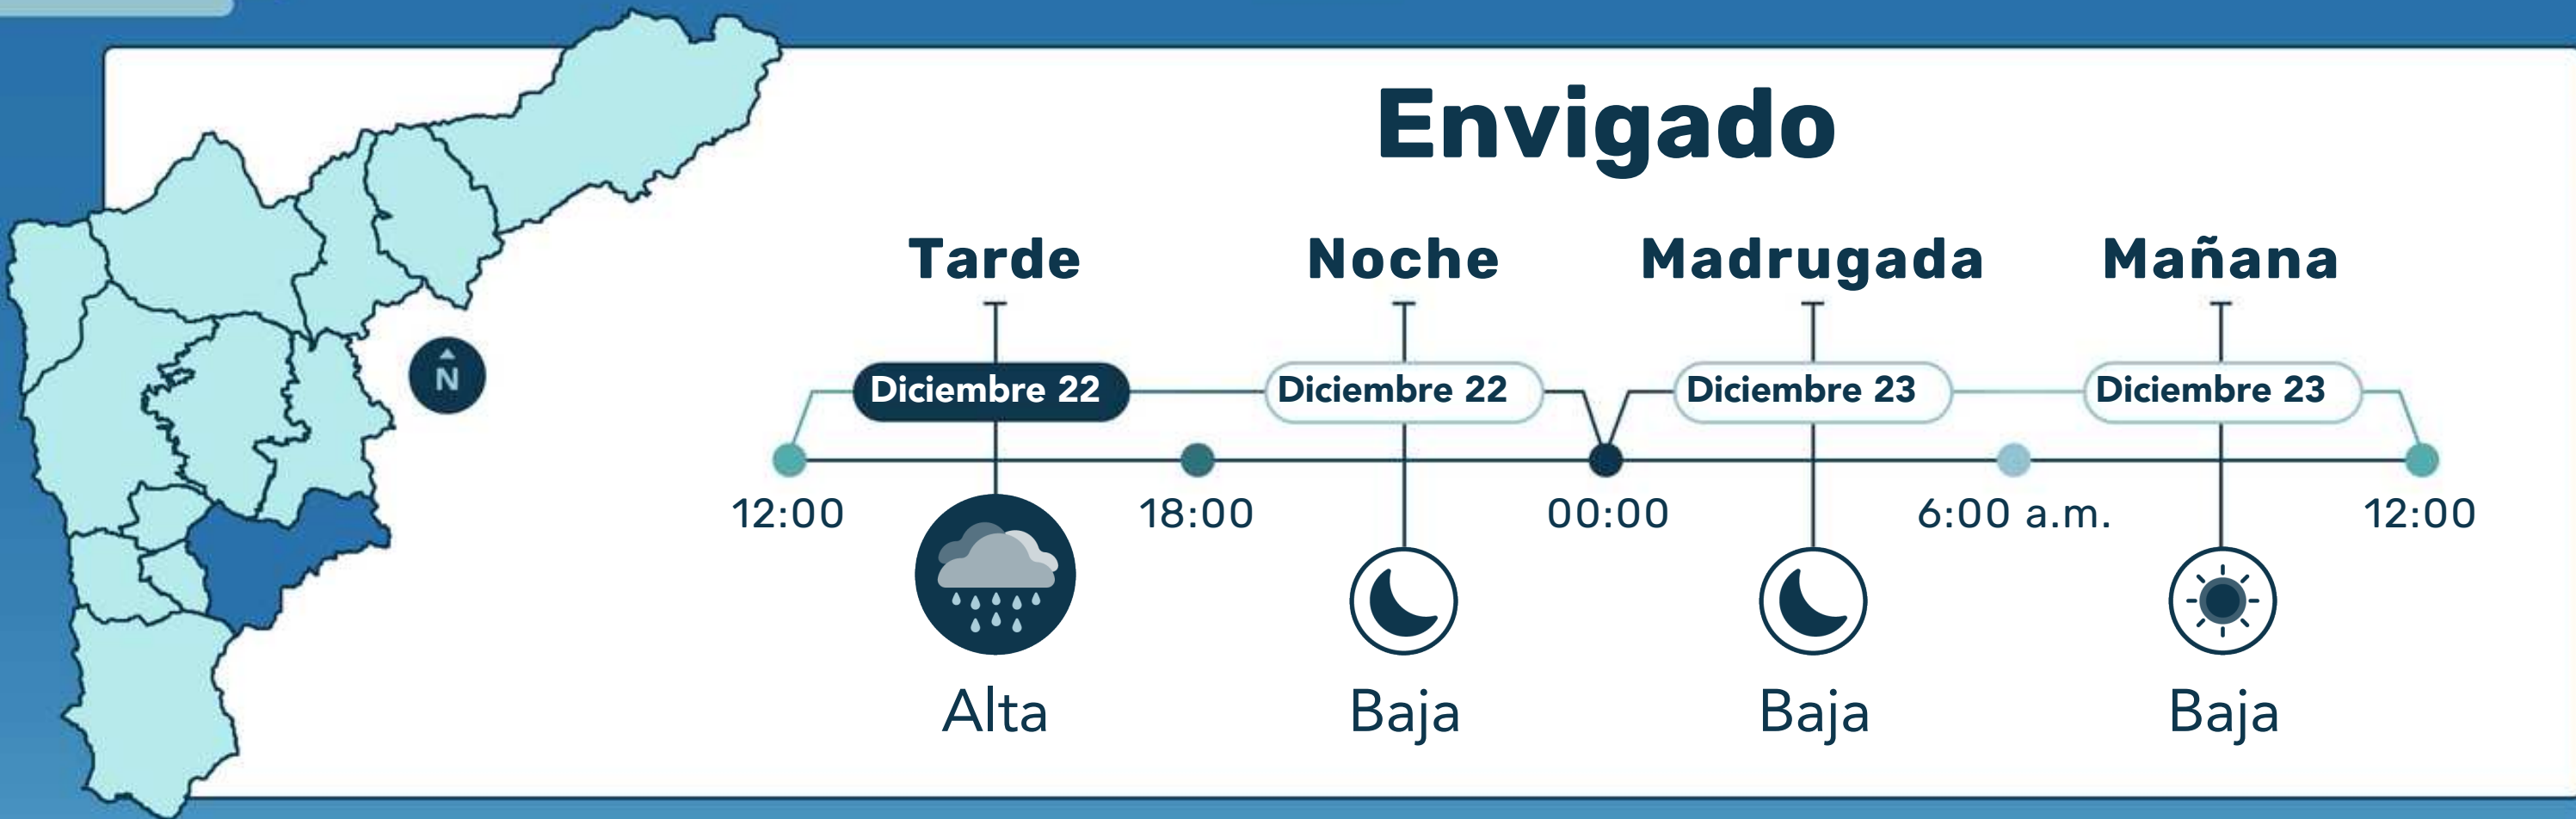 Envigado
Tarde Noche Madrugada Mañana
Diciembre 22 Diciembre 22 Diciembre 23 Diciembre 23
N
12:00 18:00 00:00 6:00 a.m. 12:00
Alta Baja Baja Baja